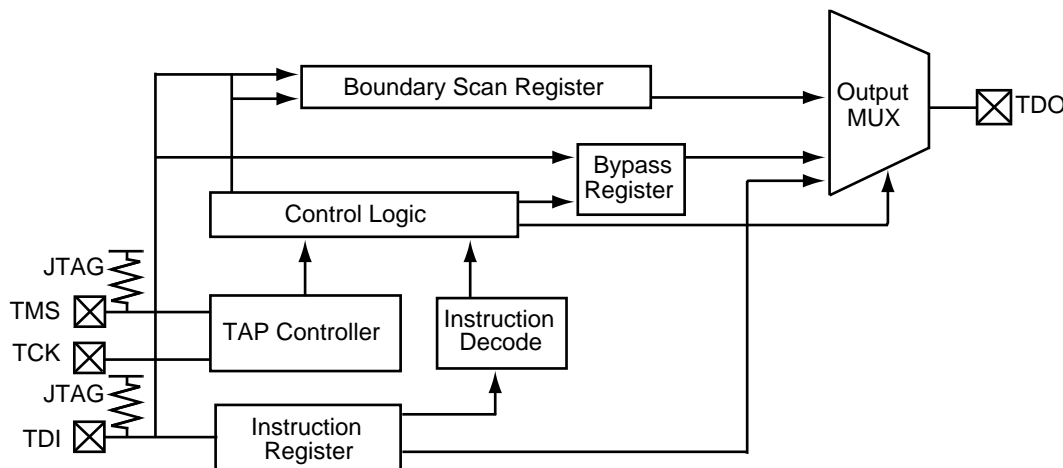 Boundary Scan Register
Output
MUX
TDO
Bypass
Register
Control Logic
JTAG
TMS
TAP Controller
Instruction
Decode
TCK
JTAG
TDI
Instruction
Register